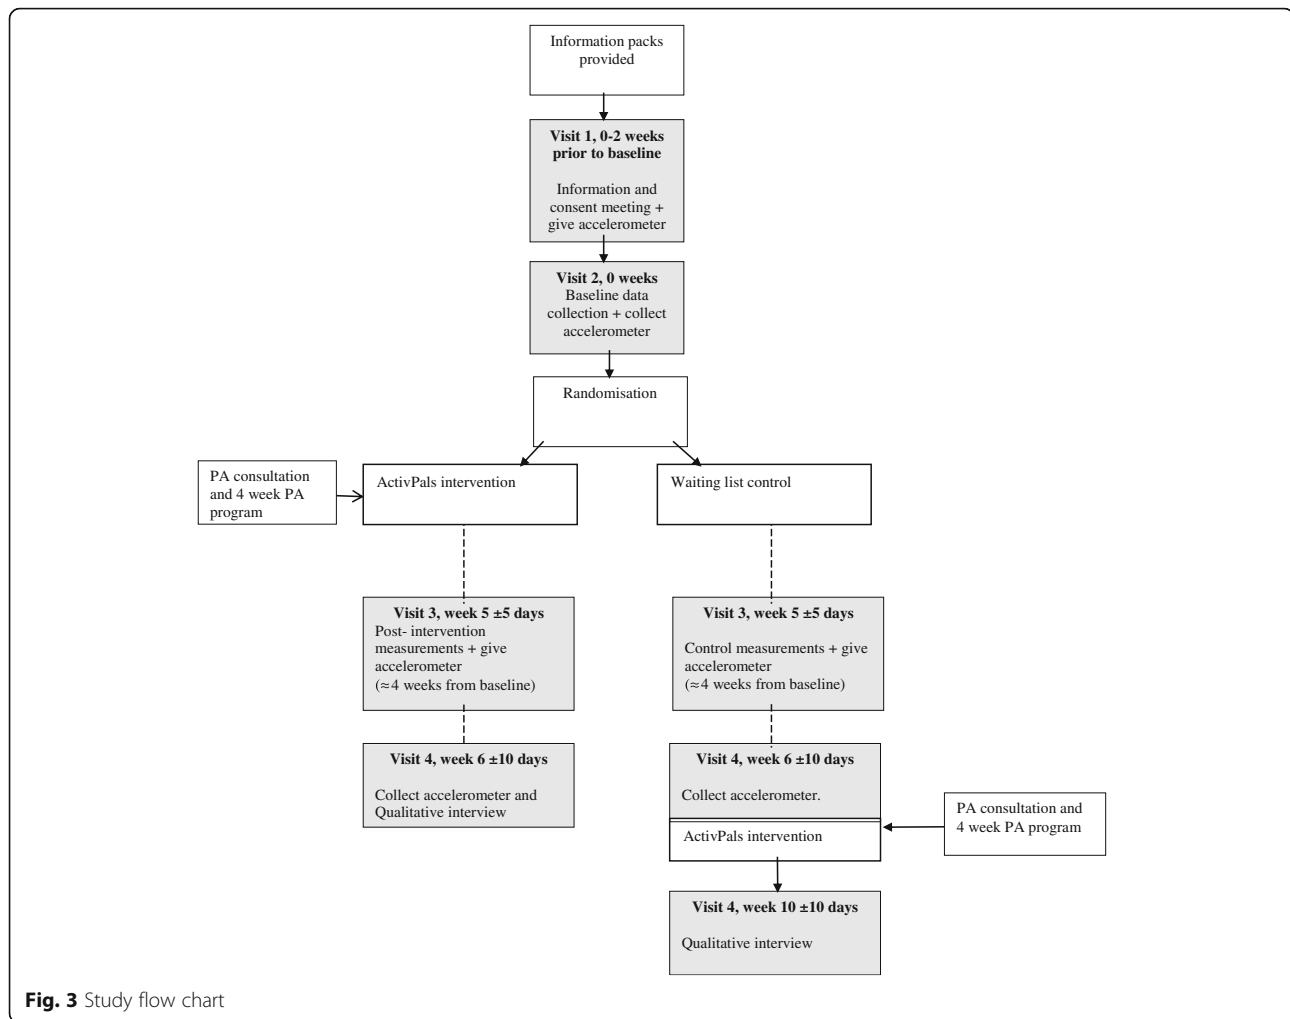 Information packs
provided
Visit 1, 0-2 weeks
prior to baseline
Information and
consent meeting +
give accelerometer
Visit 2, 0 weeks
Baseline data
collection + collect
accelerometer
Randomisation
PA consultation
and 4 week PA
program
ActivPals intervention
Waiting list control
Visit 3, week 5 ±5 days
Post- intervention
measurements + give
accelerometer
(≈4 weeks from baseline)
Visit 3, week 5 ±5 days
Control measurements + give
accelerometer
(≈4 weeks from baseline)
Visit 4, week 6 ±10 days
Collect accelerometer and
Qualitative interview
Visit 4, week 6 ±10 days
Collect accelerometer.
ActivPals intervention
PA consultation and
4 week PA program
Visit 4, week 10 ±10 days
Qualitative interview
Fig. 3 Study flow chart